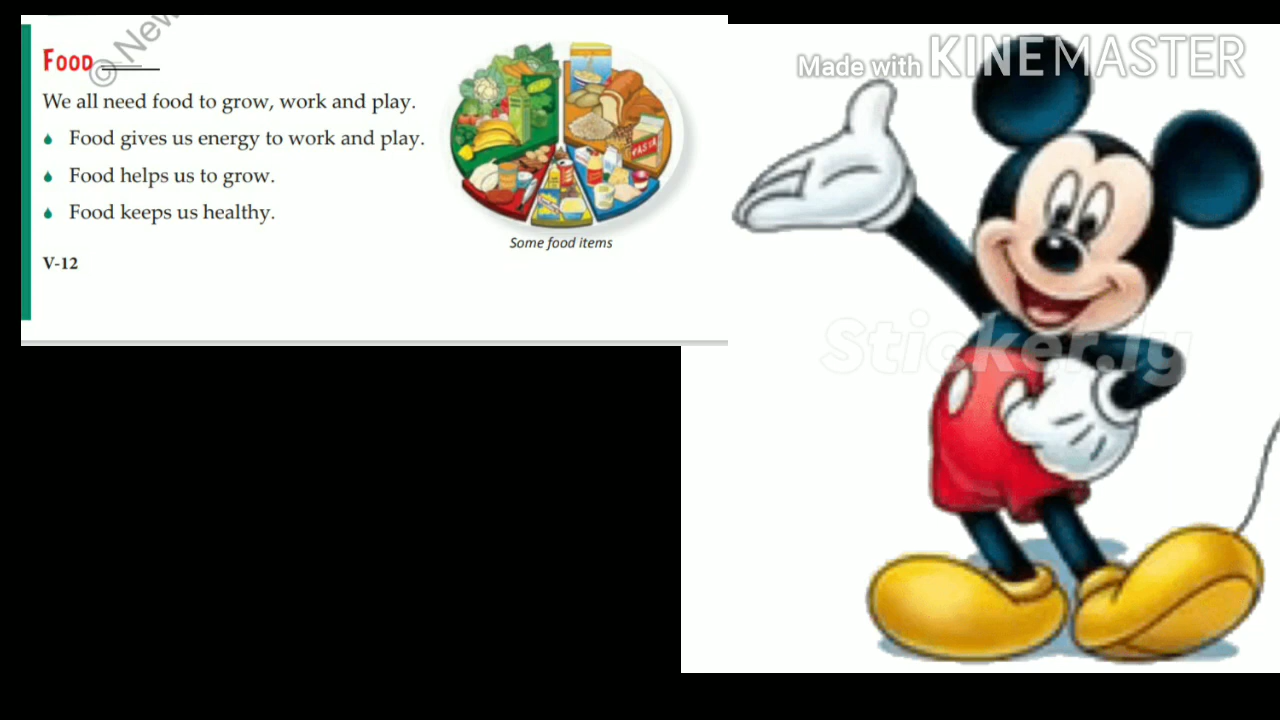 © New
Food
We all need food to grow, work and play.
Food gives us energy to work and play.
Food helps us to grow.
Food keeps us healthy.
V-12
Some food items
PASTA
Made with KINEMASTER
Sticker.ly